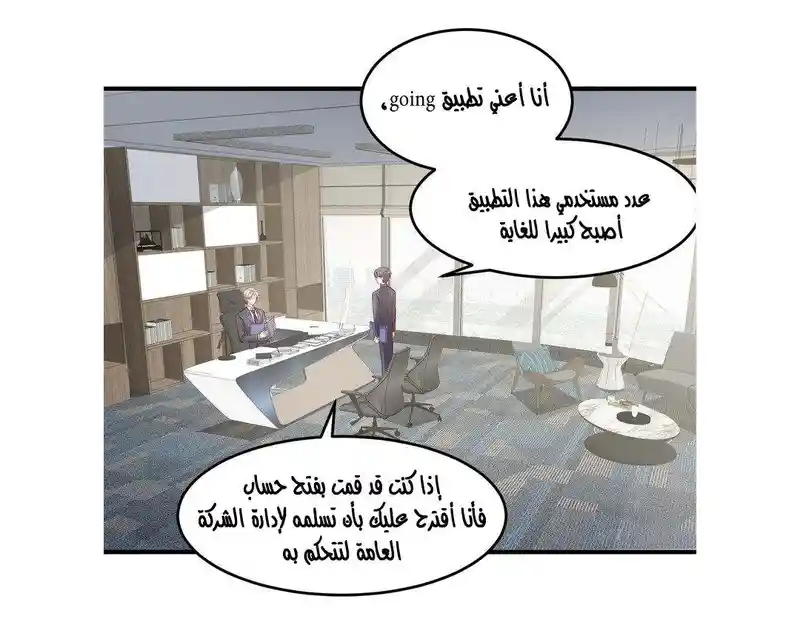 أنا أعني تطبيق going،
عدد مستخدمي هذا التطبيق
أصبح كبيرا للغاية
إذا كنت قد قمت بفتح حساب
فأنا أقترح عليك بأن تسلمه لإدارة الشركة
العامة لتتحكم به